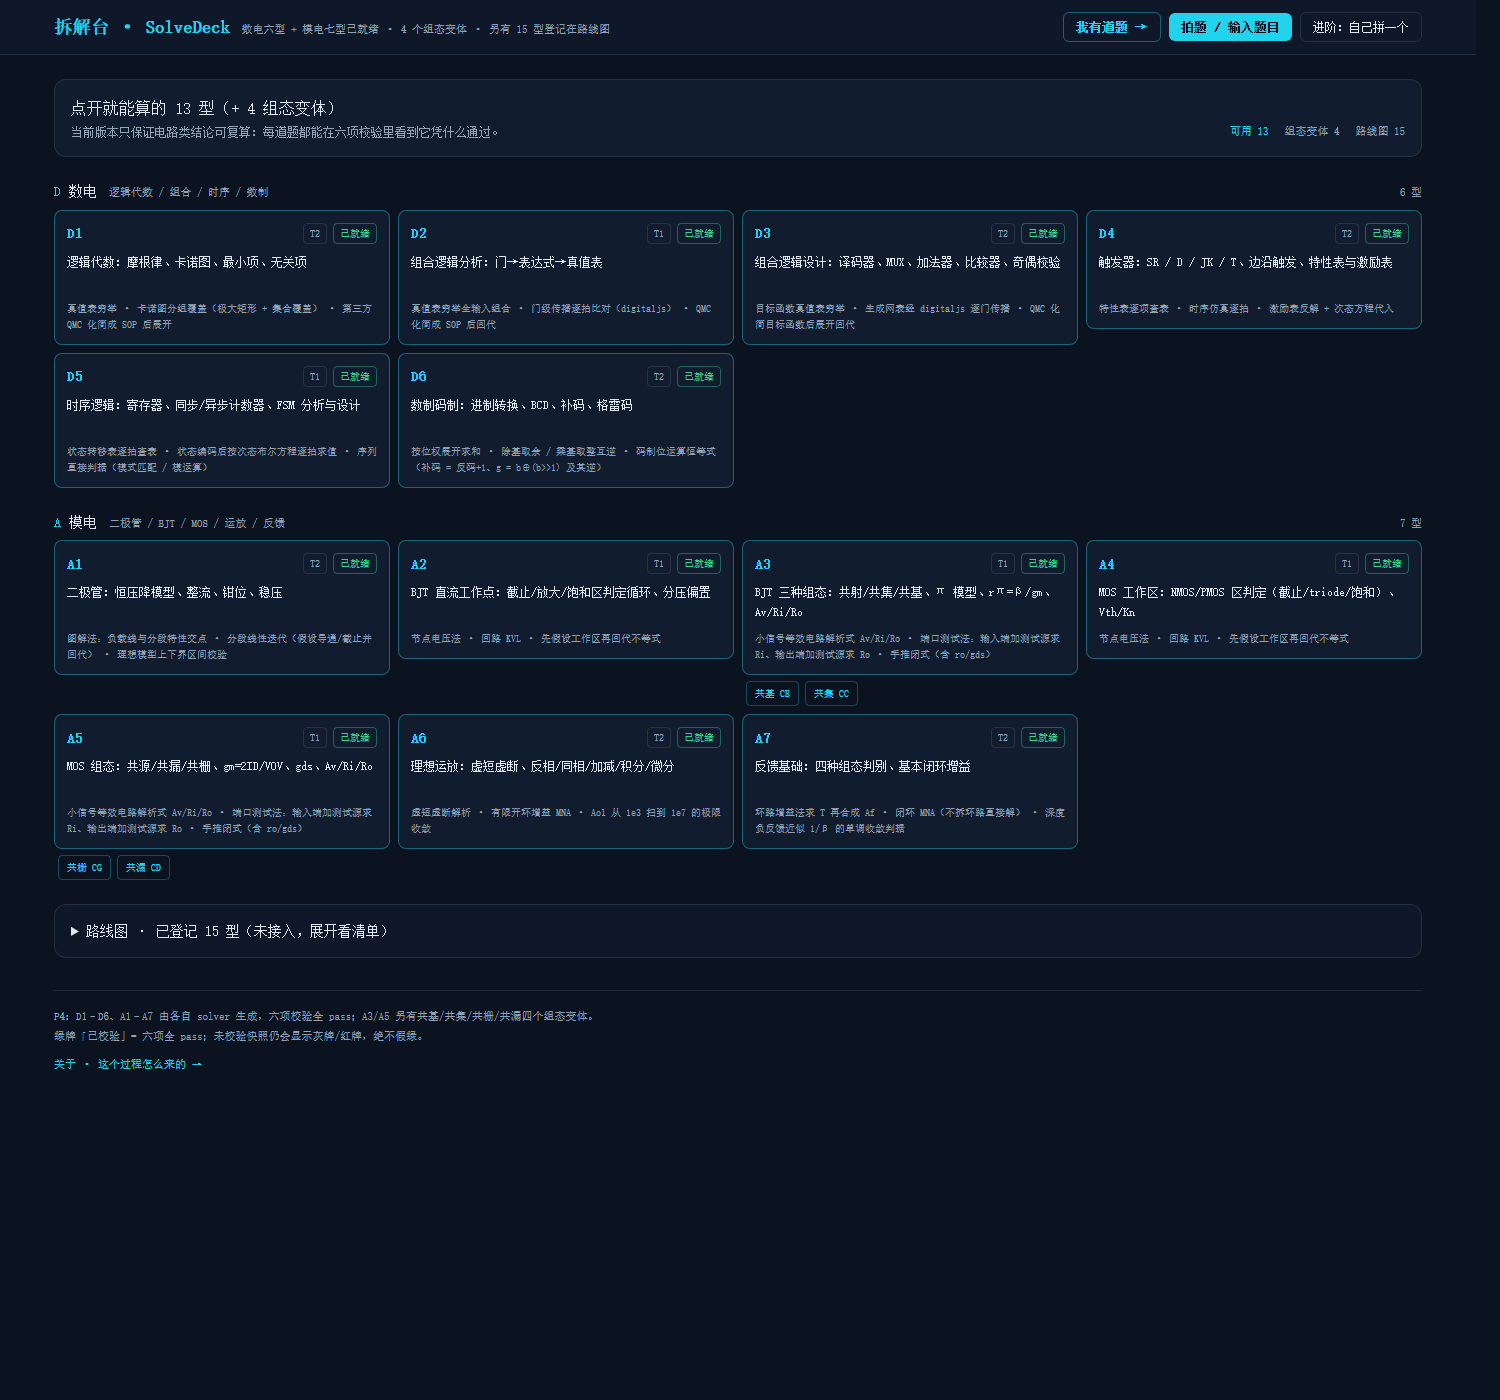 拆解台 · SolveDeck 数电六型 + 模电七型已就绪 · 4 个组态变体 · 另有 15 型登记在路线图
我有道题 →
拍题 / 输入题目
进阶：自己拼一个
点开就能算的 13 型（+ 4 组态变体）
当前版本只保证电路类结论可复算：每道题都能在六项校验里看到它凭什么通过。
可用 13 组态变体 4 路线图 15
D 数电 逻辑代数 / 组合 / 时序 / 数制
6 型
D1 T2 已就绪
逻辑代数：摩根律、卡诺图、最小项、无关项
真值表穷举 · 卡诺图分组覆盖（极大矩形 + 集合覆盖） · 第三方
QMC 化简成 SOP 后展开
D2 T1 已就绪
组合逻辑分析：门→表达式→真值表
真值表穷举全输入组合 · 门级传播逐拍比对（digitaljs） · QMC
化简成 SOP 后回代
D3 T2 已就绪
组合逻辑设计：译码器、MUX、加法器、比较器、奇偶校验
目标函数真值表穷举 · 生成网表经 digitaljs 逐门传播 · QMC 化
简目标函数后展开回代
D4 T2 已就绪
触发器：SR / D / JK / T、边沿触发、特性表与激励表
特性表逐项查表 · 时序仿真逐拍 · 激励表反解 + 次态方程代入
D5 T1 已就绪
时序逻辑：寄存器、同步/异步计数器、FSM 分析与设计
状态转移表逐拍查表 · 状态编码后按次态布尔方程逐拍求值 · 序列
直接判据（模式匹配 / 模运算）
D6 T2 已就绪
数制码制：进制转换、BCD、补码、格雷码
按位权展开求和 · 除基取余 / 乘基取整互逆 · 码制位运算恒等式
（补码 = 反码+1、g = b⊕(b>>1) 及其逆）
A 模电 二极管 / BJT / MOS / 运放 / 反馈
7 型
A1 T2 已就绪
二极管：恒压降模型、整流、钳位、稳压
图解法：负载线与分段特性交点 · 分段线性迭代（假设导通/截止并
回代） · 理想模型上下界区间校验
A2 T1 已就绪
BJT 直流工作点：截止/放大/饱和区判定循环、分压偏置
节点电压法 · 回路 KVL · 先假设工作区再回代不等式
A3 T1 已就绪
BJT 三种组态：共射/共集/共基、π 模型、rπ=β/gm、
Av/Ri/Ro
小信号等效电路解析式 Av/Ri/Ro · 端口测试法：输入端加测试源求
Ri、输出端加测试源求 Ro · 手推闭式（含 ro/gds）
共基 CB
共集 CC
A4 T1 已就绪
MOS 工作区：NMOS/PMOS 区判定（截止/triode/饱和）、
Vth/Kn
节点电压法 · 回路 KVL · 先假设工作区再回代不等式
A5 T1 已就绪
MOS 组态：共源/共漏/共栅、gm=2ID/VOV、gds、Av/Ri/Ro
小信号等效电路解析式 Av/Ri/Ro · 端口测试法：输入端加测试源求
Ri、输出端加测试源求 Ro · 手推闭式（含 ro/gds）
共栅 CG
共漏 CD
A6 T2 已就绪
理想运放：虚短虚断、反相/同相/加减/积分/微分
虚短虚断解析 · 有限开环增益 MNA · Aol 从 1e3 扫到 1e7 的极限
收敛
A7 T2 已就绪
反馈基础：四种组态判别、基本闭环增益
环路增益法求 T 再合成 Af · 闭环 MNA（不拆环路直接解） · 深度
负反馈近似 1/β 的单调收敛判据
▶ 路线图 · 已登记 15 型（未接入，展开看清单）
P4：D1–D6、A1–A7 由各自 solver 生成，六项校验全 pass；A3/A5 另有共基/共集/共栅/共漏四个组态变体。
绿牌「已校验」= 六项全 pass；未校验快照仍会显示灰牌/红牌，绝不假绿。
关于 · 这个过程怎么来的 →